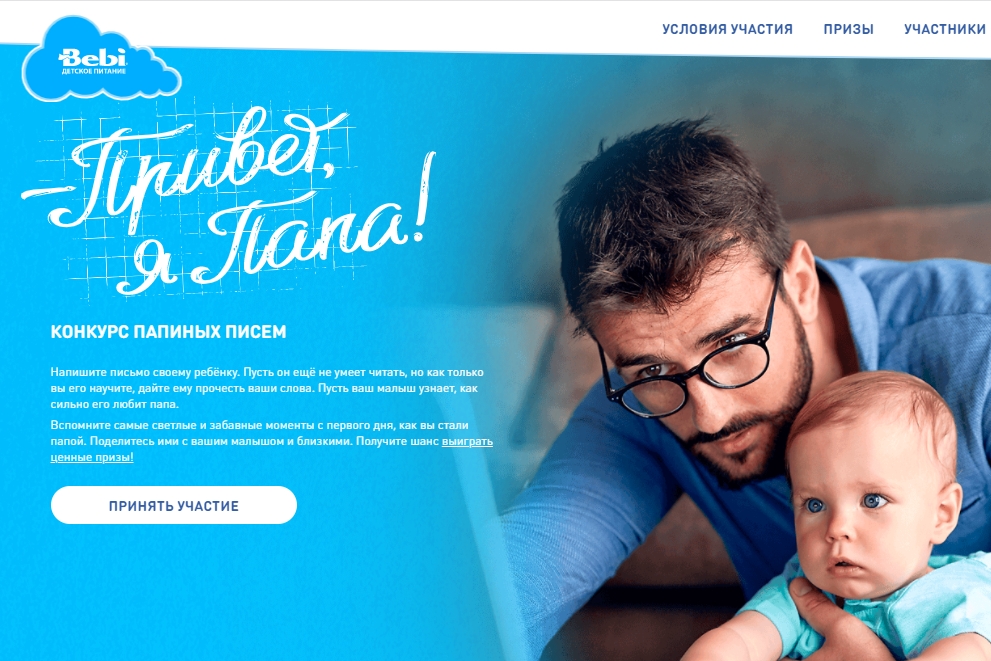 Bebi
ДЕТСКОЕ ПИТАНИЕ
УСЛОВИЯ УЧАСТИЯ
ПРИЗЫ
УЧАСТНИКИ
Привет,
я Папа!
КОНКУРС ПАПИНЫХ ПИСЕМ
Напишите письмо своему ребёнку. Пусть он ещё не умеет читать, но как только
вы его научите, дайте ему прочесть ваши слова. Пусть ваш малыш узнает, как
сильно его любит папа.
Вспомните самые светлые и забавные моменты с первого дня, как вы стали
папой. Поделитесь ими с вашим малышом и близкими. Получите шанс выиграть
ценные призы!
ПРИНЯТЬ УЧАСТИЕ